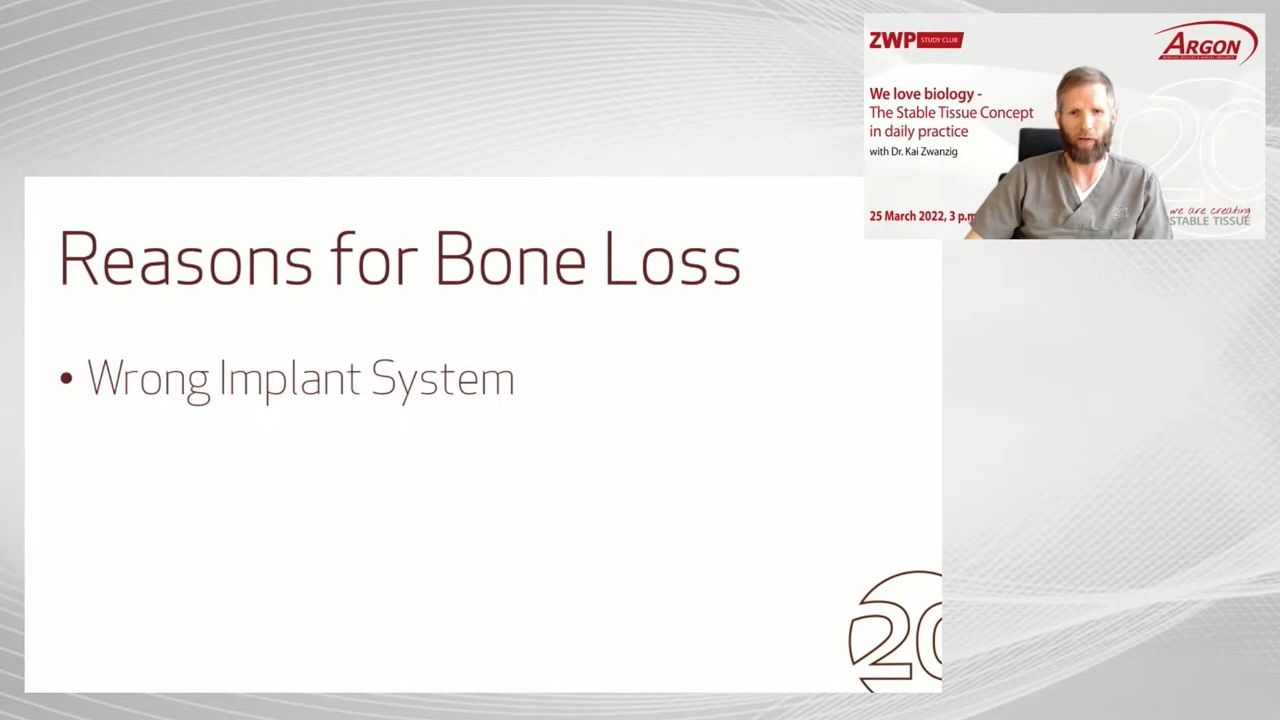 Reasons for Bone Loss
• Wrong Implant System
20
ZWP STUDY CLUB
ARGON
We love biology -
The Stable Tissue Concept
in daily practice
with Dr. Kai Zwanzig
25 March 2022, 3 p.m
20
we are creating
STABLE TISSUE